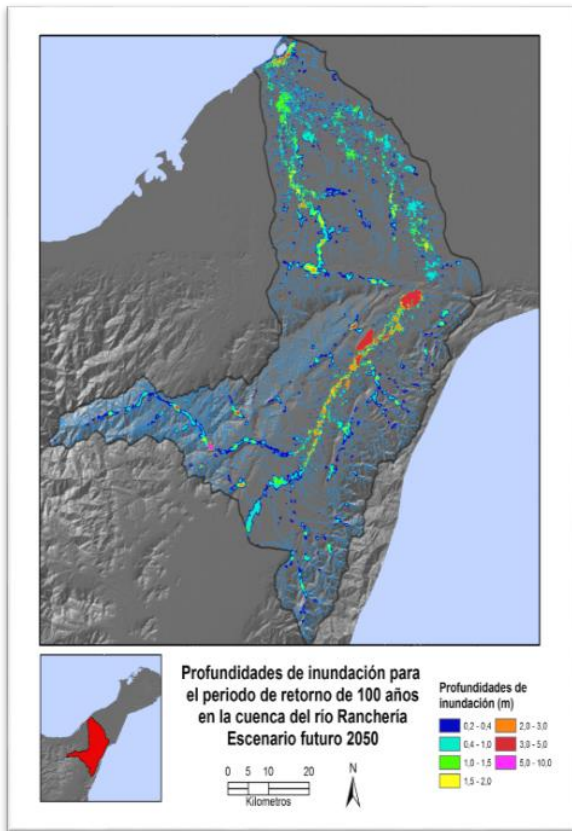 Profundidades de inundación para
el periodo de retorno de 100 años
en la cuenca del río Ranchería
Escenario futuro 2050
0 5 10 20
Kilometros
N
Profundidades de
inundación (m)
0,2 - 0,4
0,4 - 1,0
1,0 - 1,5
1,5 - 2,0
2,0 - 3,0
3,0 - 5,0
5,0 - 10,0